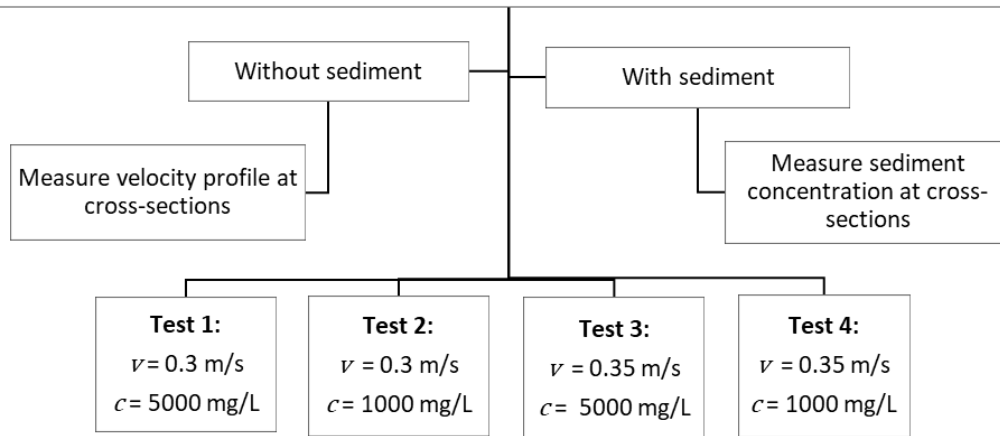 Without sediment
With sediment
Measure velocity profile at
cross-sections
Measure sediment
concentration at cross-
sections
Test 1:
v = 0.3 m/s
c = 5000 mg/L
Test 2:
v = 0.3 m/s
c = 1000 mg/L
Test 3:
v = 0.35 m/s
c = 5000 mg/L
Test 4:
v = 0.35 m/s
c = 1000 mg/L